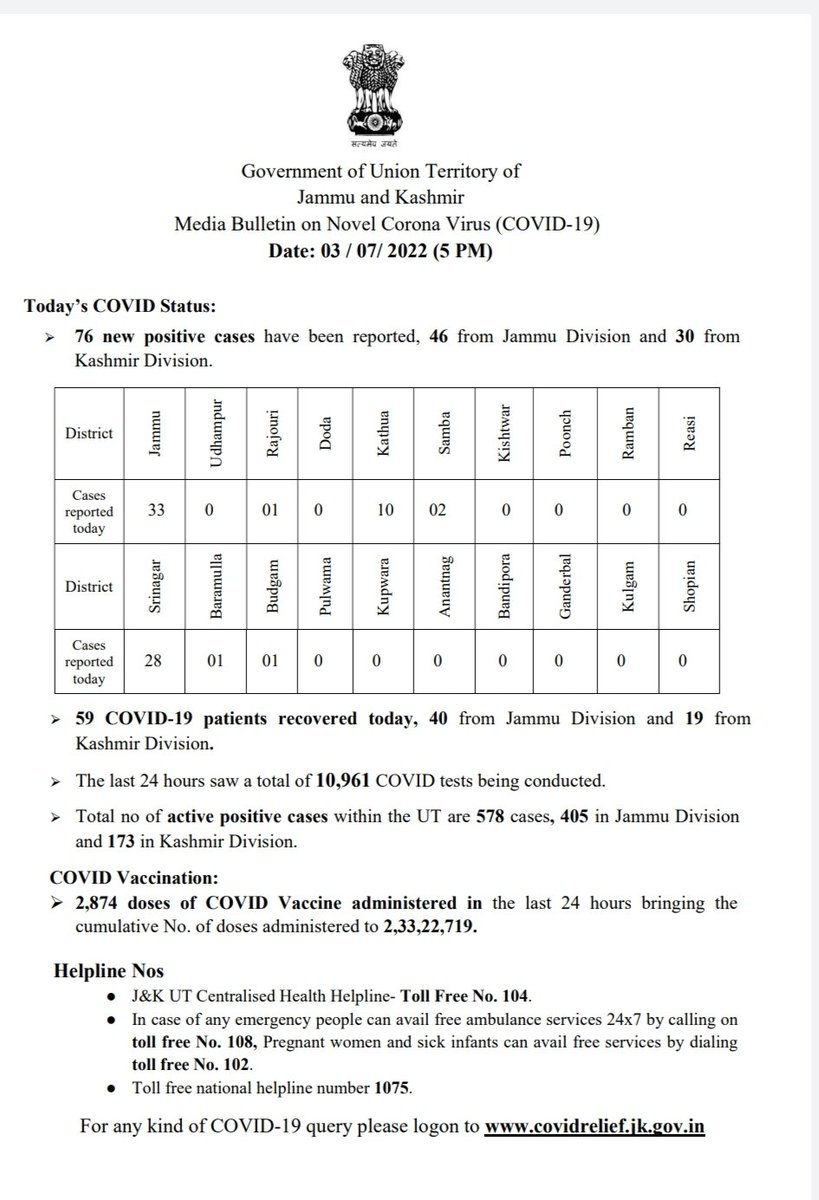 सत्यमेव जयते
Government of Union Territory of
Jammu and Kashmir
Media Bulletin on Novel Corona Virus (COVID-19)
Date: 03 / 07/ 2022 (5 PM)
Today's COVID Status:
➢ 76 new positive cases have been reported, 46 from Jammu Division and 30 from
Kashmir Division.
District Jammu Udhampur Rajouri Doda Kathua Samba Kishtwar Poonch Ramban Reasi
Cases
reported
today 33 0 01 0 10 02 0 0 0 0
District Srinagar Baramulla Budgam Pulwama Kupwara Anantnag Bandipora Ganderbal Kulgam Shopian
Cases
reported
today 28 01 01 0 0 0 0 0 0 0
➢ 59 COVID-19 patients recovered today, 40 from Jammu Division and 19 from
Kashmir Division.
➢ The last 24 hours saw a total of 10,961 COVID tests being conducted.
➢ Total no of active positive cases within the UT are 578 cases, 405 in Jammu Division
and 173 in Kashmir Division.
COVID Vaccination:
➢ 2,874 doses of COVID Vaccine administered in the last 24 hours bringing the
cumulative No. of doses administered to 2,33,22,719.
Helpline Nos
● J&K UT Centralised Health Helpline- Toll Free No. 104.
● In case of any emergency people can avail free ambulance services 24x7 by calling on
toll free No. 108, Pregnant women and sick infants can avail free services by dialing
toll free No. 102.
● Toll free national helpline number 1075.
For any kind of COVID-19 query please logon to www.covidrelief.jk.gov.in